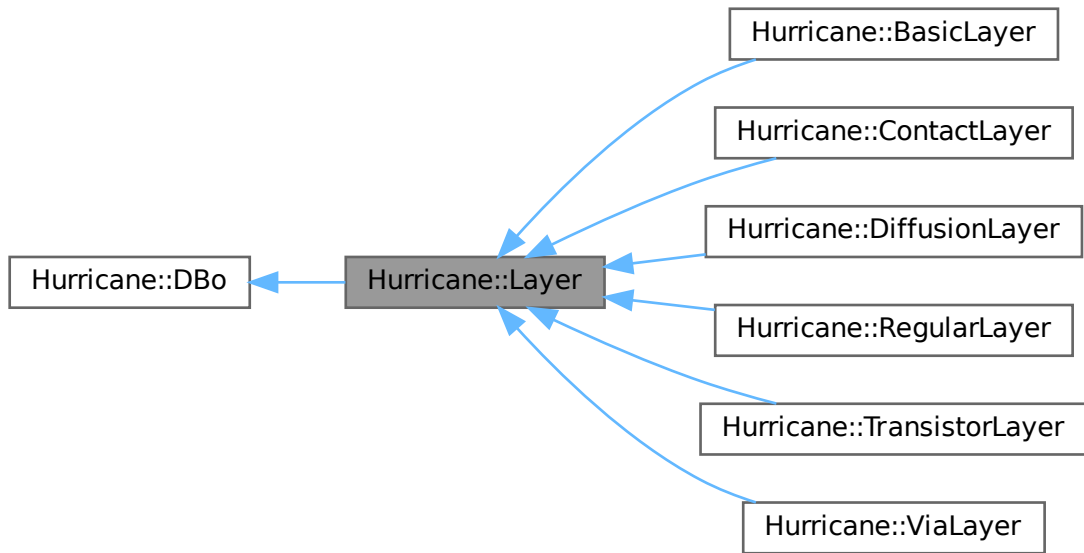 Hurricane::DBo
Hurricane::Layer
Hurricane::BasicLayer
Hurricane::ContactLayer
Hurricane::DiffusionLayer
Hurricane::RegularLayer
Hurricane::TransistorLayer
Hurricane::ViaLayer